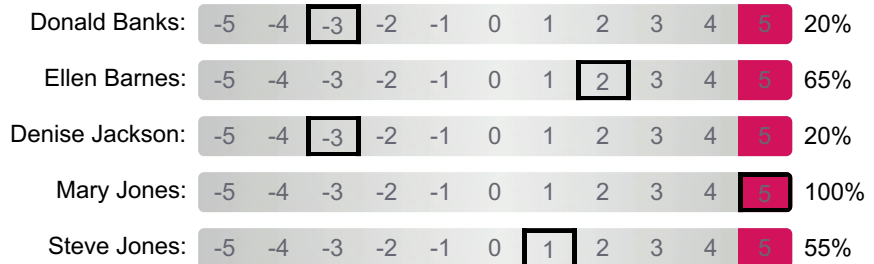 Donald Banks: -5 -4 -3 -2 -1 0 1 2 3 4 5 20%
Ellen Barnes: -5 -4 -3 -2 -1 0 1 2 3 4 5 65%
Denise Jackson: -5 -4 -3 -2 -1 0 1 2 3 4 5 20%
Mary Jones: -5 -4 -3 -2 -1 0 1 2 3 4 5 100%
Steve Jones: -5 -4 -3 -2 -1 0 1 2 3 4 5 55%